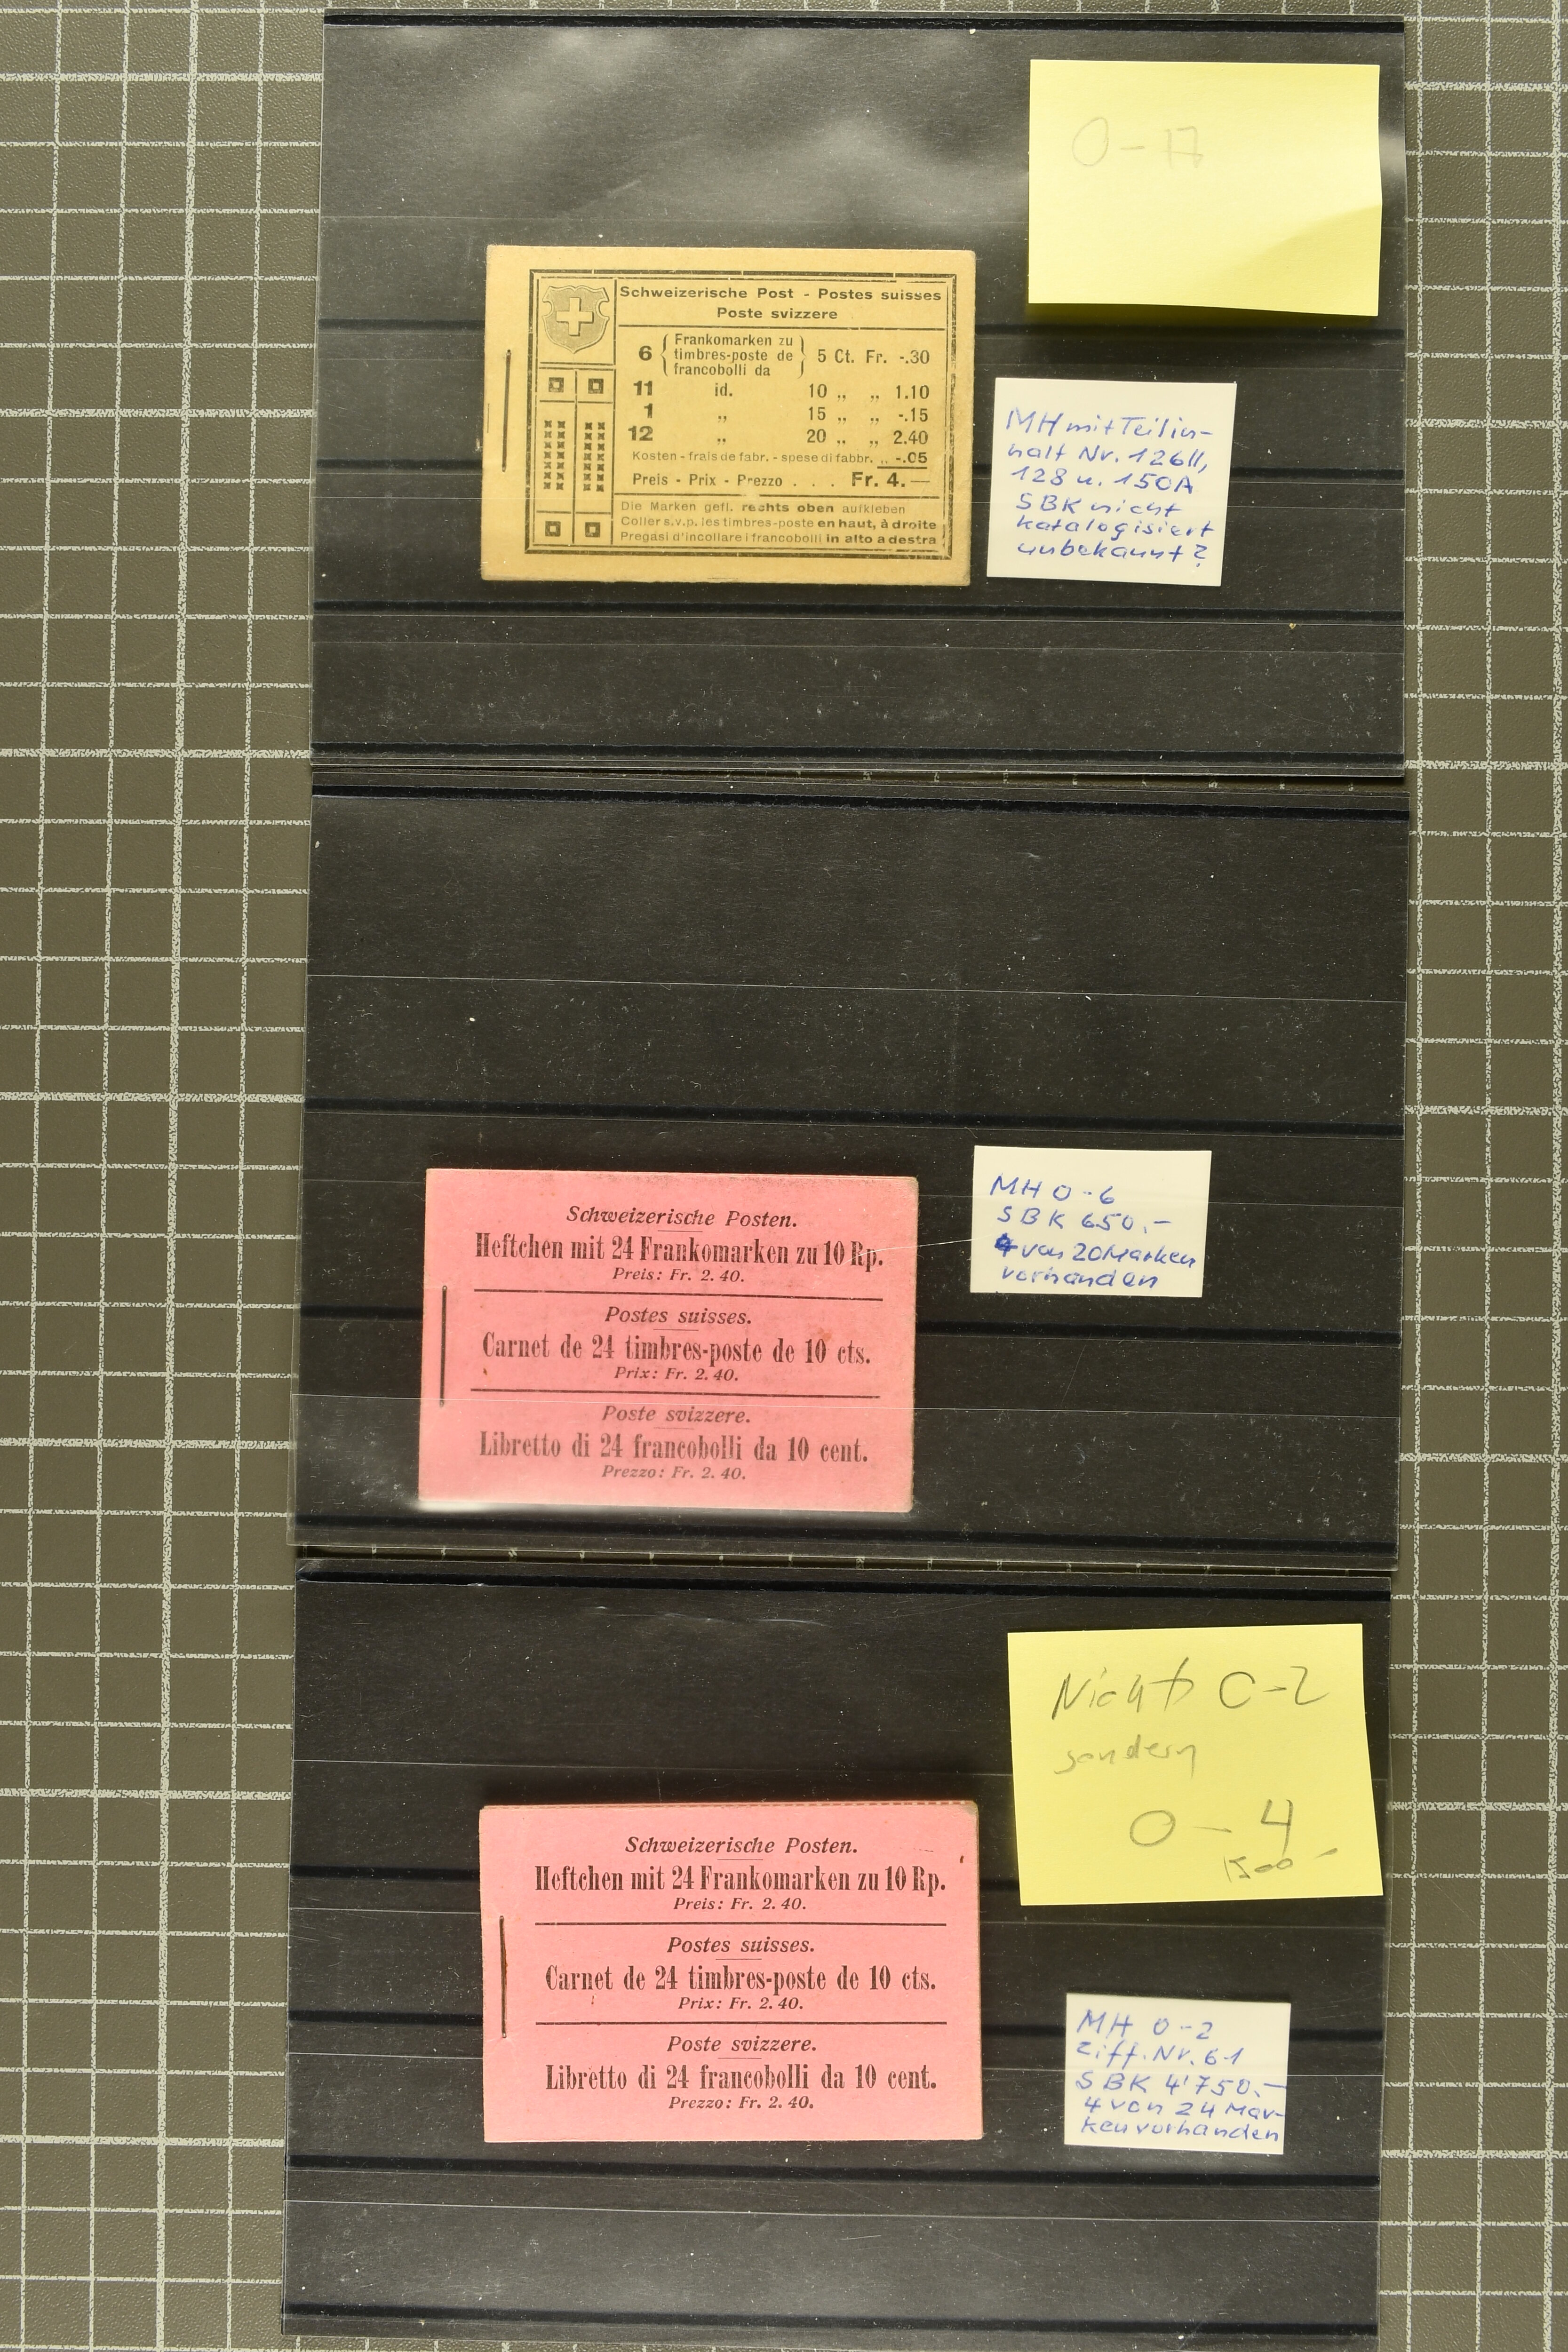 O - 17
Schweizerische Post - Postes suisses
Poste svizzere
6 { Frankomarken zu
timbres-poste de
francobolli da } 5 Ct. Fr. -.30
11 id. 10 „ „ 1.10
1 „ 15 „ „ -.15
12 „ 20 „ „ 2.40
Kosten - frais de fabr. - spese di fabbr. „ -.05
Preis - Prix - Prezzo . . . Fr. 4.—
Die Marken gefl. rechts oben aufkleben
Coller s.v.p. les timbres-poste en haut, à droite
Pregasi d'incollare i francobolli in alto a destra
MH mit Teilin-
halt Nr. 126II,
128 u. 150A
SBK nicht
katalogisiert
unbekannt?
Schweizerische Posten.
Heftchen mit 24 Frankomarken zu 10 Rp.
Preis: Fr. 2. 40.
Postes suisses.
Carnet de 24 timbres-poste de 10 cts.
Prix: Fr. 2. 40.
Poste svizzere.
Libretto di 24 francobolli da 10 cent.
Prezzo: Fr. 2. 40.
MH 0-6
SBK 650.-
4 von 20 Marken
vorhanden
Nicht O-2
sondern
O - 4
1500 -
Schweizerische Posten.
Heftchen mit 24 Frankomarken zu 10 Rp.
Preis: Fr. 2. 40.
Postes suisses.
Carnet de 24 timbres-poste de 10 cts.
Prix: Fr. 2. 40.
Poste svizzere.
Libretto di 24 francobolli da 10 cent.
Prezzo: Fr. 2. 40.
MH 0-2
Ziff. Nr. 61
SBK 4'750.-
4 von 24 Mar-
ken vorhanden